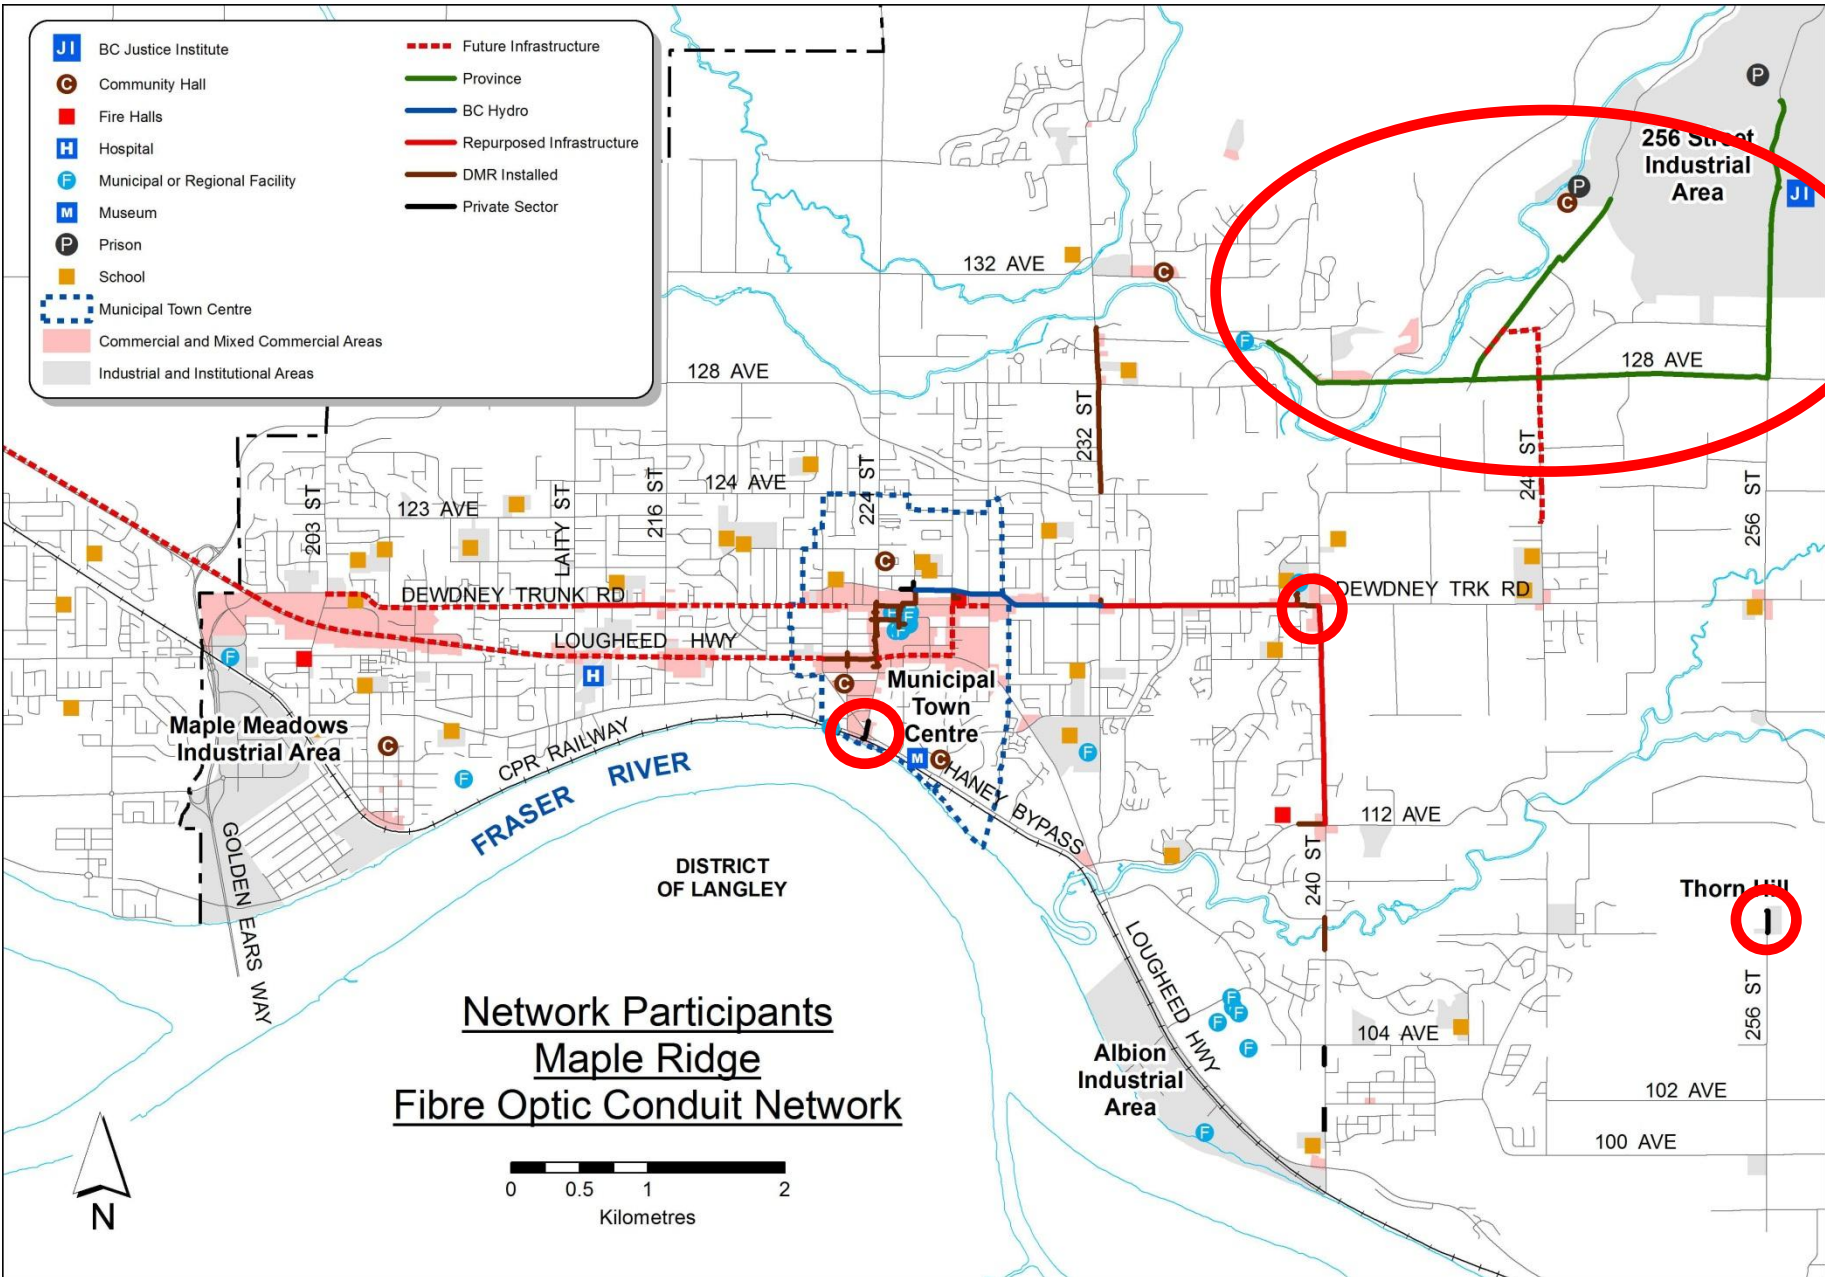 JI BC Justice Institute
C Community Hall
Fire Halls
H Hospital
F Municipal or Regional Facility
M Museum
P Prison
School
Municipal Town Centre
Commercial and Mixed Commercial Areas
Industrial and Institutional Areas
Future Infrastructure
Province
BC Hydro
Repurposed Infrastructure
DMR Installed
Private Sector
P
256 Street
Industrial
Area
P
C
JI
132 AVE
C
F
128 AVE
128 AVE
232 ST
24 ST
203 ST
123 AVE
LAITY ST
216 ST
124 AVE
224 ST
256 ST
C
DEWDNEY TRUNK RD
DEWDNEY TRK RD
LOUGHEED HWY
F
H
C
Municipal
Town
Centre
Maple Meadows
Industrial Area
C
F
CPR RAILWAY
FRASER RIVER
M
C
F
HANEY BYPASS
112 AVE
240 ST
GOLDEN EARS WAY
DISTRICT
OF LANGLEY
Thorn Hill
LOUGHEED HWY
256 ST
F
F
F
F
104 AVE
Albion
Industrial
Area
102 AVE
F
100 AVE
Network Participants
Maple Ridge
Fibre Optic Conduit Network
N
0 0.5 1 2
Kilometres